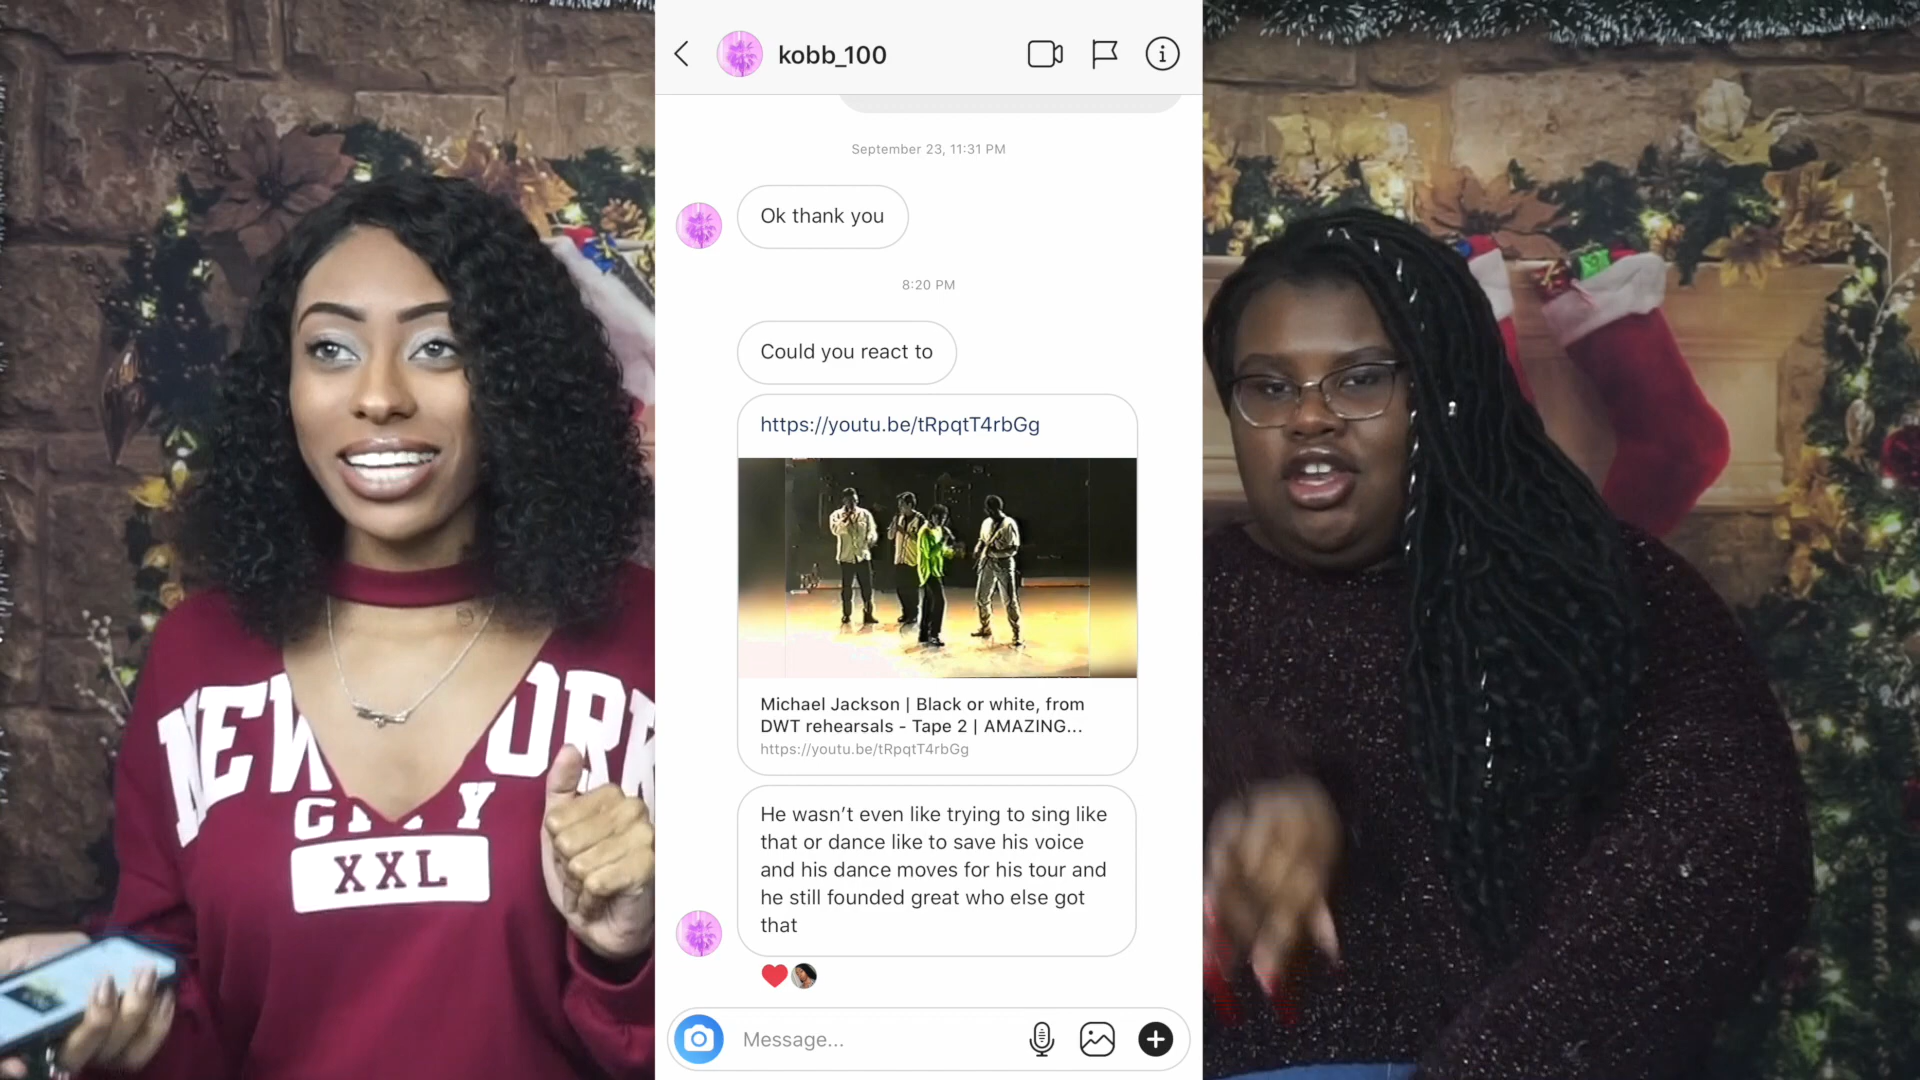 kobb_100
September 23, 11:31 PM
Ok thank you
8:20 PM
Could you react to
https://youtu.be/tRpqtT4rbGg
Michael Jackson | Black or white, from
DWT rehearsals - Tape 2 | AMAZING...
https://youtu.be/tRpqtT4rbGg
He wasn’t even like trying to sing like
that or dance like to save his voice
and his dance moves for his tour and
he still founded great who else got
that
Message...
NEW YORK
CITY
XXL